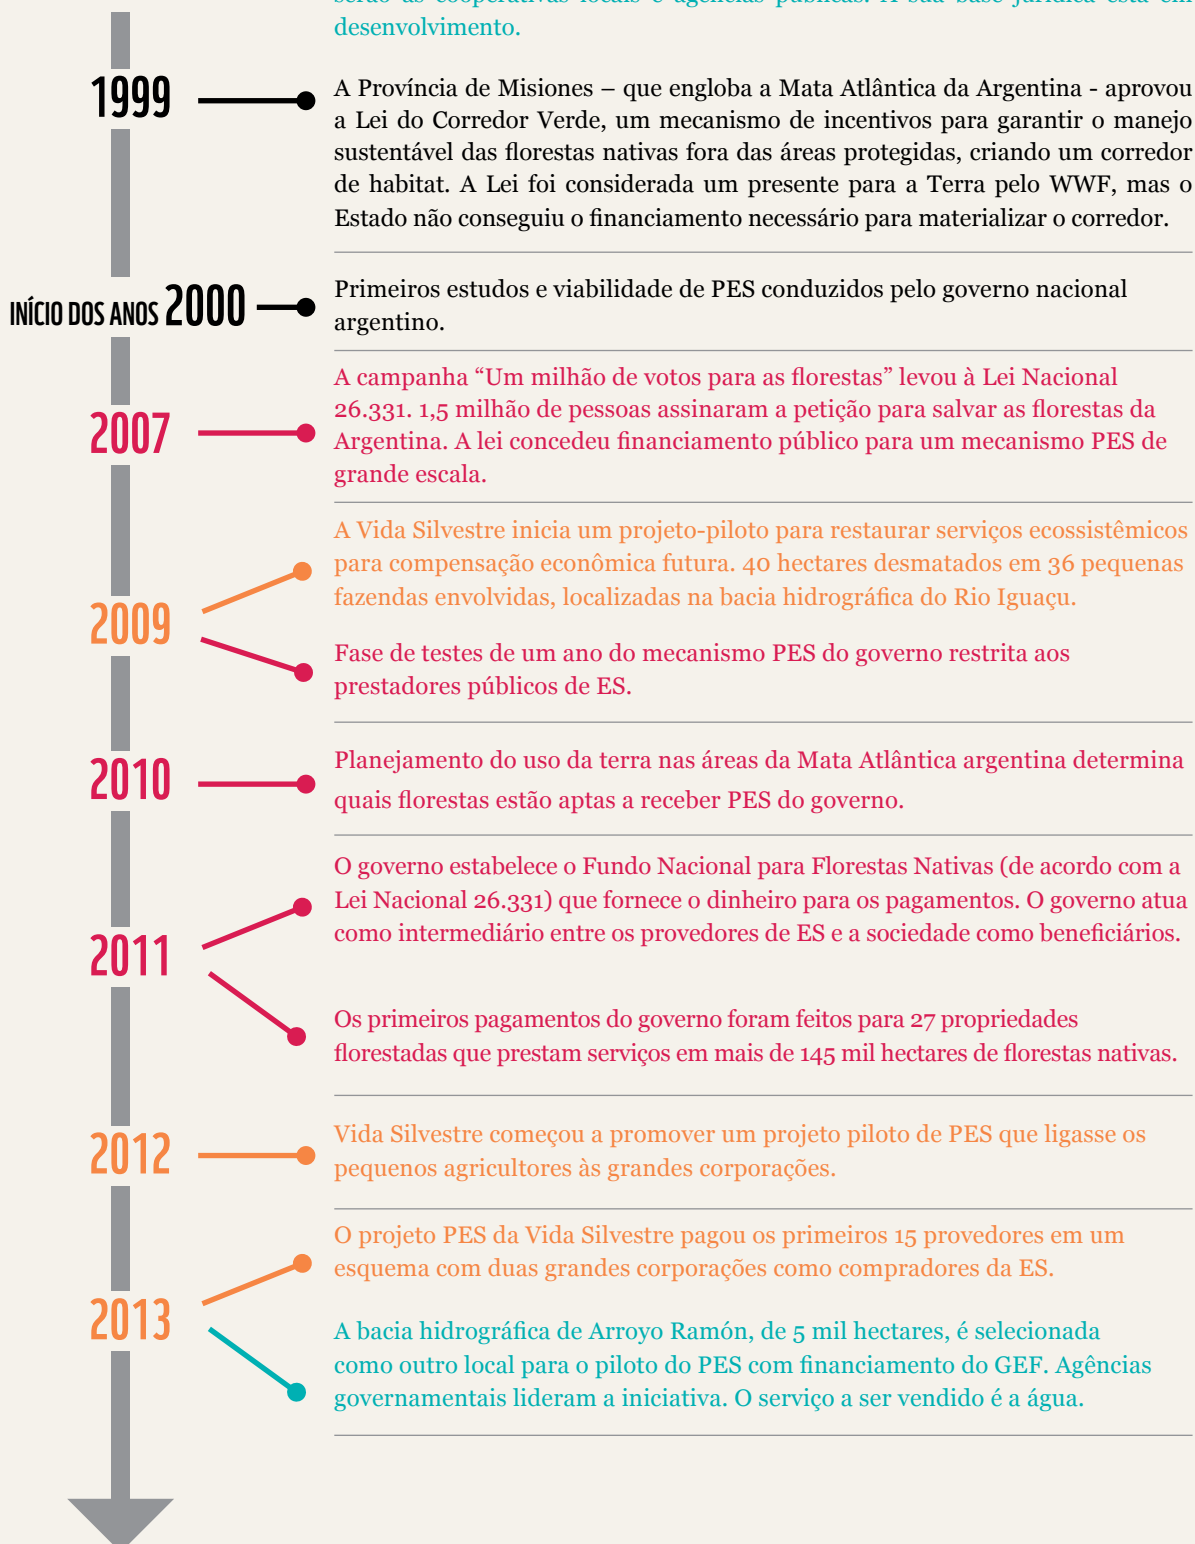 serão as cooperativas locais e agências públicas. A sua base jurídica está em
desenvolvimento.
1999
A Província de Misiones – que engloba a Mata Atlântica da Argentina - aprovou
a Lei do Corredor Verde, um mecanismo de incentivos para garantir o manejo
sustentável das florestas nativas fora das áreas protegidas, criando um corredor
de habitat. A Lei foi considerada um presente para a Terra pelo WWF, mas o
Estado não conseguiu o financiamento necessário para materializar o corredor.
INÍCIO DOS ANOS 2000
Primeiros estudos e viabilidade de PES conduzidos pelo governo nacional
argentino.
2007
A campanha “Um milhão de votos para as florestas” levou à Lei Nacional
26.331. 1,5 milhão de pessoas assinaram a petição para salvar as florestas da
Argentina. A lei concedeu financiamento público para um mecanismo PES de
grande escala.
2009
A Vida Silvestre inicia um projeto-piloto para restaurar serviços ecossistêmicos
para compensação econômica futura. 40 hectares desmatados em 36 pequenas
fazendas envolvidas, localizadas na bacia hidrográfica do Rio Iguaçu.
Fase de testes de um ano do mecanismo PES do governo restrita aos
prestadores públicos de ES.
2010
Planejamento do uso da terra nas áreas da Mata Atlântica argentina determina
quais florestas estão aptas a receber PES do governo.
2011
O governo estabelece o Fundo Nacional para Florestas Nativas (de acordo com a
Lei Nacional 26.331) que fornece o dinheiro para os pagamentos. O governo atua
como intermediário entre os provedores de ES e a sociedade como beneficiários.
Os primeiros pagamentos do governo foram feitos para 27 propriedades
florestadas que prestam serviços em mais de 145 mil hectares de florestas nativas.
2012
Vida Silvestre começou a promover um projeto piloto de PES que ligasse os
pequenos agricultores às grandes corporações.
2013
O projeto PES da Vida Silvestre pagou os primeiros 15 provedores em um
esquema com duas grandes corporações como compradores da ES.
A bacia hidrográfica de Arroyo Ramón, de 5 mil hectares, é selecionada
como outro local para o piloto do PES com financiamento do GEF. Agências
governamentais lideram a iniciativa. O serviço a ser vendido é a água.